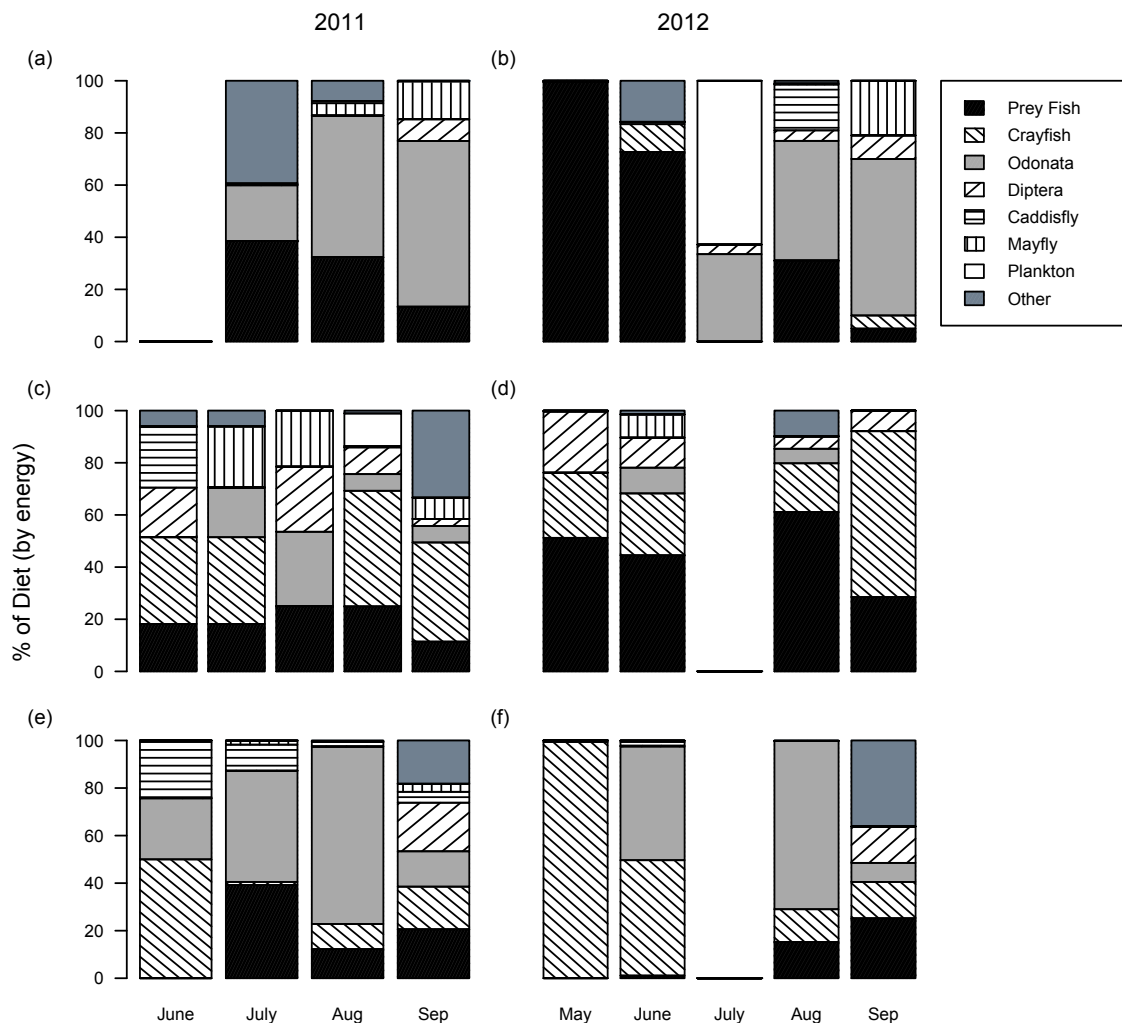 2011 2012
(a) (b)
100
80
60
40
20
0
Prey Fish
Crayfish
Odonata
Diptera
Caddisfly
Mayfly
Plankton
Other
(c) (d)
% of Diet (by energy)
100
80
60
40
20
0
(e) (f)
100
80
60
40
20
0
June July Aug Sep May June July Aug Sep